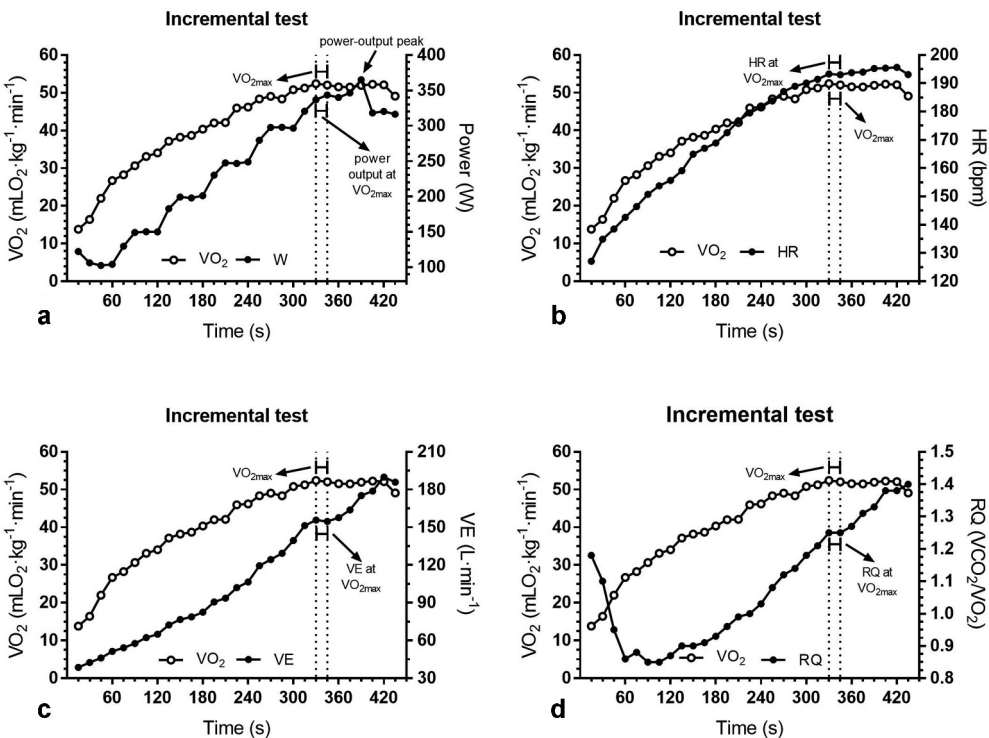 Incremental test
power-output peak
60
50
40
30
20
10
0
VO2 (mLO2·kg-1·min-1)
400
350
300
250
200
150
100
Power (W)
VO2max
power
output at
VO2max
VO2
W
60 120 180 240 300 360 420
Time (s)
a
Incremental test
60
50
40
30
20
10
0
VO2 (mLO2·kg-1·min-1)
200
190
180
170
160
150
140
130
120
HR
(bpm)
HR at
VO2max
VO2max
VO2
HR
60 120 180 240 300 360 420
Time (s)
b
Incremental test
60
50
40
30
20
10
0
VO2 (mLO2·kg-1·min-1)
210
180
150
120
90
60
30
VE
(L·min-1)
VO2max
VE at
VO2max
VO2
VE
60 120 180 240 300 360 420
Time (s)
c
Incremental test
60
50
40
30
20
10
0
VO2 (mLO2·kg-1·min-1)
1.5
1.4
1.3
1.2
1.1
1.0
0.9
0.8
RQ (VCO2/VO2)
VO2max
RQ at
VO2max
VO2
RQ
60 120 180 240 300 360 420
Time (s)
d